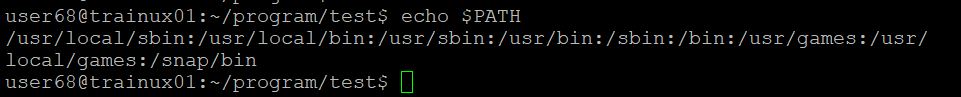 user68@trainux01:~/program/test$ echo $PATH
/usr/local/sbin:/usr/local/bin:/usr/sbin:/usr/bin:/sbin:/bin:/usr/games:/usr/
local/games:/snap/bin
user68@trainux01:~/program/test$